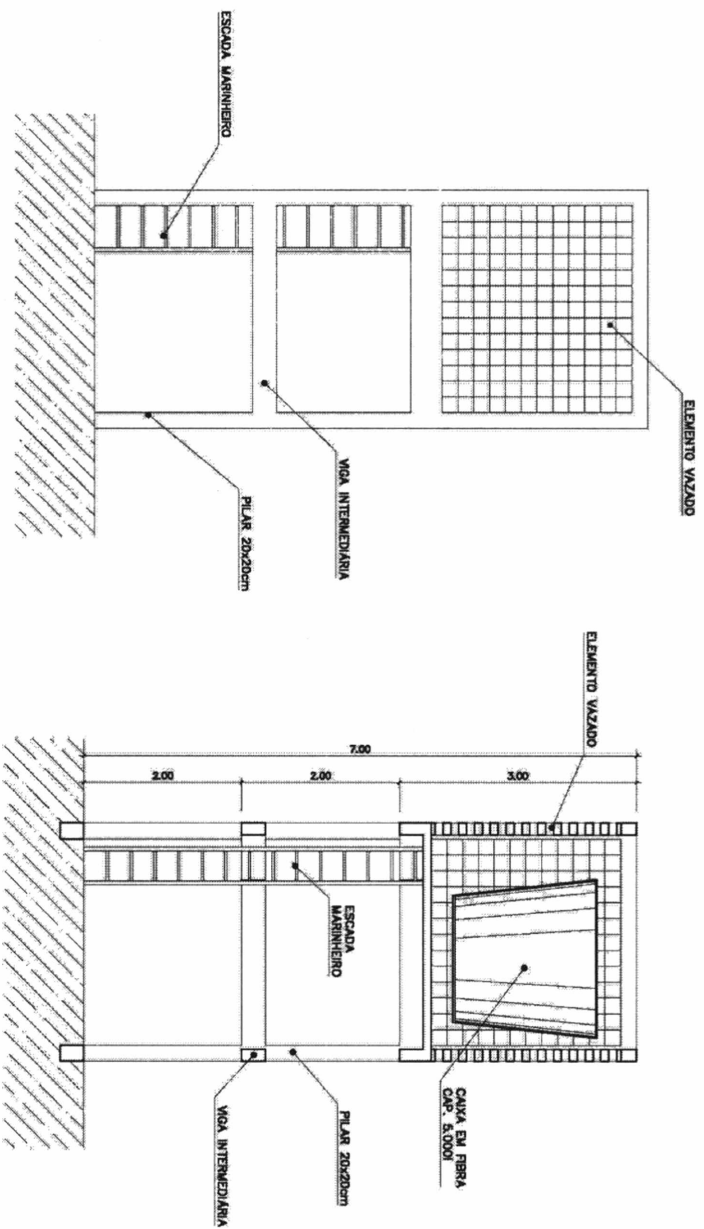 ESCADA MARINHEIRO
ELEMENTO VAZADO
VIGA INTERMEDIÁRIA
PILAR 20x20cm
ELEMENTO VAZADO
7.00
2.00
2.00
3.00
ESCADA
MARINHEIRO
CAIXA EM FIBRA
CAP. 5.000l
PILAR 20x20cm
VIGA INTERMEDIÁRIA